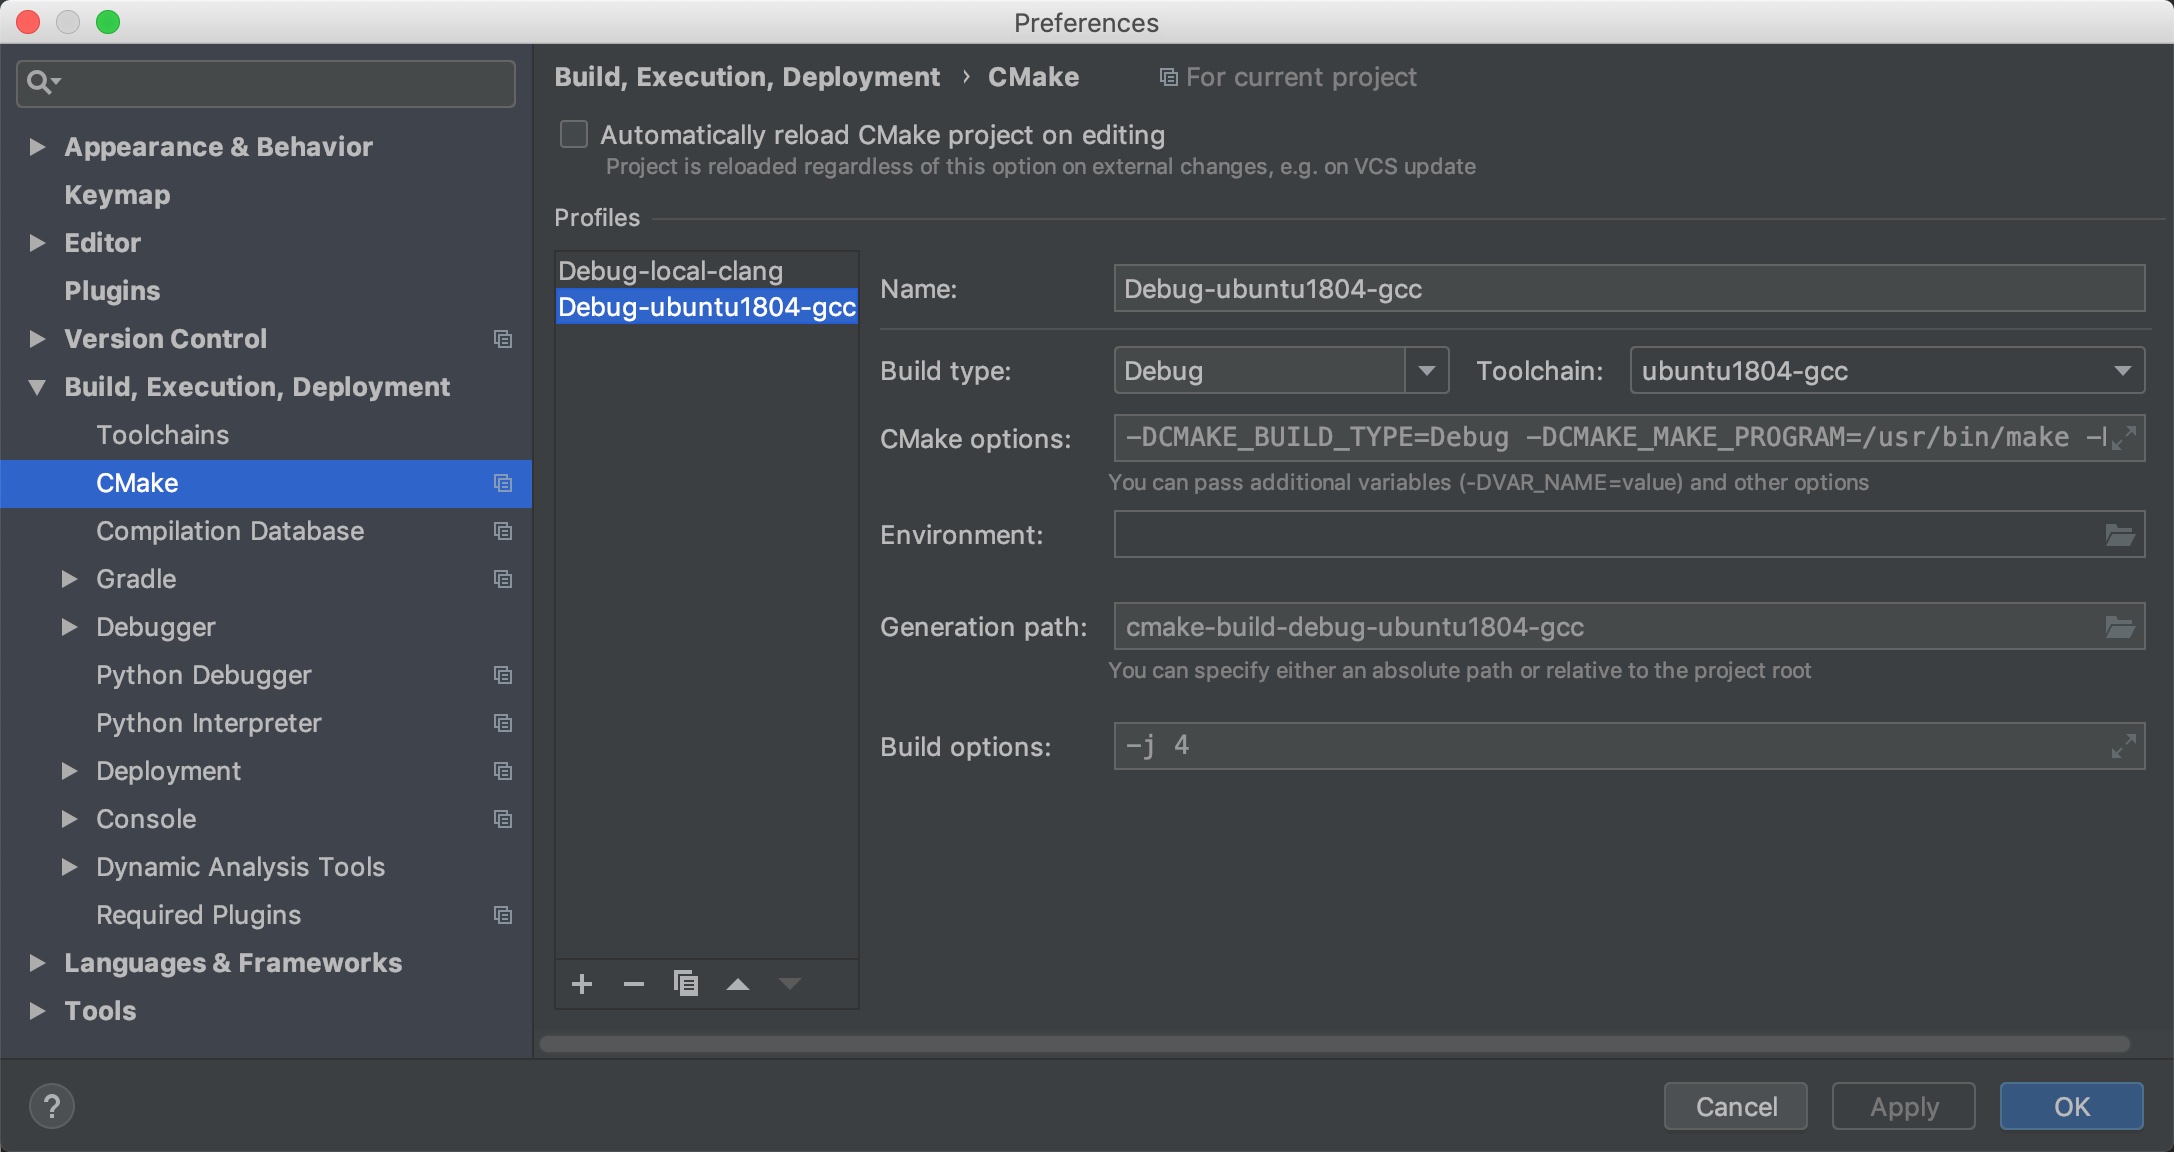 Preferences
Build, Execution, Deployment › CMake For current project
Appearance & Behavior
Keymap
Editor
Plugins
Version Control
Build, Execution, Deployment
Toolchains
CMake
Compilation Database
Gradle
Debugger
Python Debugger
Python Interpreter
Deployment
Console
Dynamic Analysis Tools
Required Plugins
Languages & Frameworks
Tools
Automatically reload CMake project on editing
Project is reloaded regardless of this option on external changes, e.g. on VCS update
Profiles
Debug-local-clang
Debug-ubuntu1804-gcc
Name: Debug-ubuntu1804-gcc
Build type: Debug Toolchain: ubuntu1804-gcc
CMake options: -DCMAKE_BUILD_TYPE=Debug -DCMAKE_MAKE_PROGRAM=/usr/bin/make
You can pass additional variables (-DVAR_NAME=value) and other options
Environment:
Generation path: cmake-build-debug-ubuntu1804-gcc
You can specify either an absolute path or relative to the project root
Build options: -j 4
? Cancel Apply OK